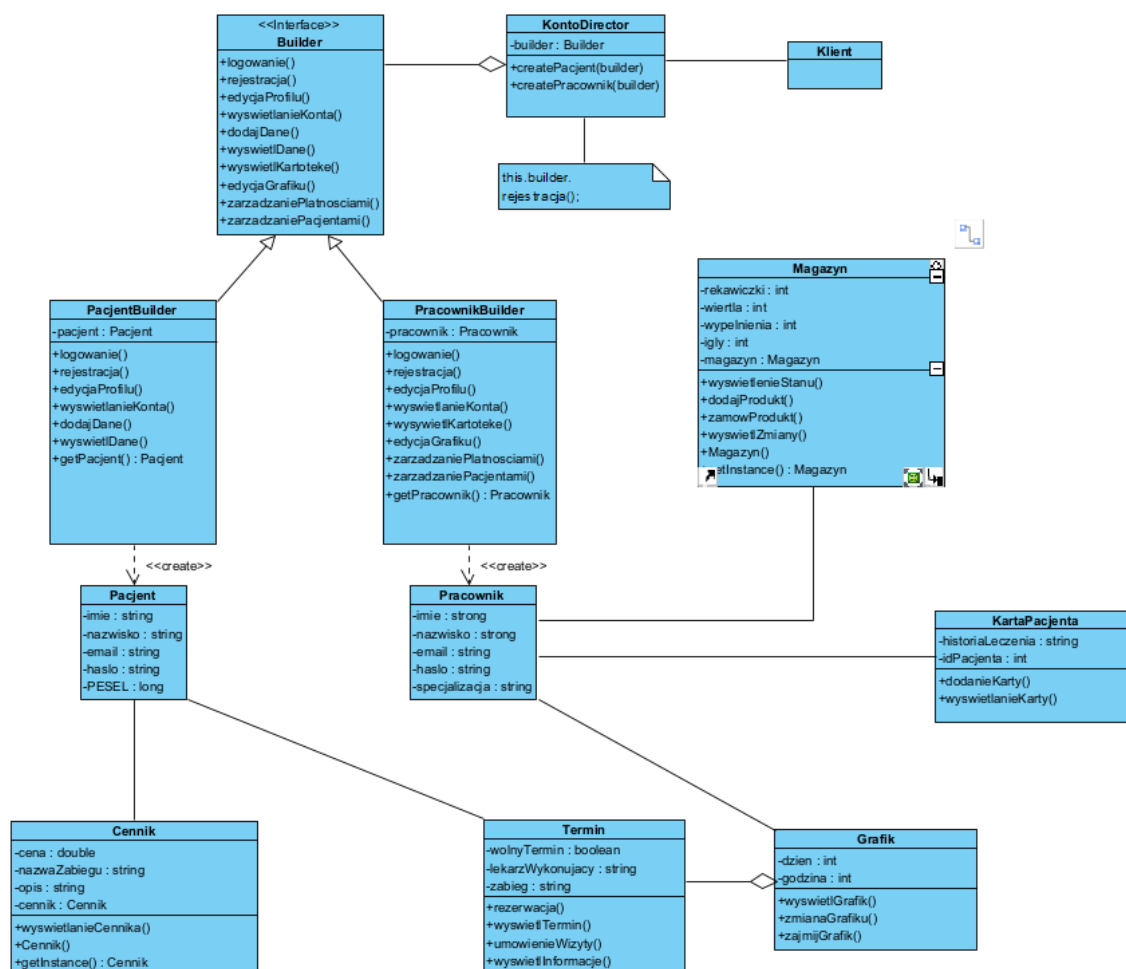 <<Interface>>
Builder
+logowanie()
+rejestracja()
+edycjaProfilu()
+wyswietlanieKonta()
+dodajDane()
+wyswietlDane()
+wyswietlKartoteke()
+edycjaGrafiku()
+zarzadzaniePlatnosciami()
+zarzadzaniePacjentami()
KontoDirector
-builder : Builder
+createPacjent(builder)
+createPracownik(builder)
Klient
this.builder.
rejestracja();
PacjentBuilder
-pacjent : Pacjent
+logowanie()
+rejestracja()
+edycjaProfilu()
+wyswietlanieKonta()
+dodajDane()
+wyswietlDane()
+getPacjent() : Pacjent
PracownikBuilder
-pracownik : Pracownik
+logowanie()
+rejestracja()
+edycjaProfilu()
+wyswietlanieKonta()
+wysywietlKartoteke()
+edycjaGrafiku()
+zarzadzaniePlatnosciami()
+zarzadzaniePacjentami()
+getPracownik() : Pracownik
Magazyn
-rekawiczki : int
-wiertla : int
-wypelnienia : int
-igly : int
-magazyn : Magazyn
+wyswietlenieStanu()
+dodajProdukt()
+zamowProdukt()
+wyswietlZmiany()
+Magazyn()
etInstance() : Magazyn
<<create>>
<<create>>
Pacjent
-imie : string
-nazwisko : string
-email : string
-haslo : string
-PESEL : long
Pracownik
-imie : strong
-nazwisko : strong
-email : string
-haslo : string
-specjalizacja : string
KartaPacjenta
-historiaLeczenia : string
-idPacjenta : int
+dodanieKarty()
+wyswietlanieKarty()
Cennik
-cena : double
-nazwaZabiegu : string
-opis : string
-cennik : Cennik
+wyswietlanieCennika()
+Cennik()
+getInstance() : Cennik
Termin
-wolnyTermin : boolean
-lekarzWykonujacy : string
-zabieg : string
+rezerwacja()
+wyswietlTermin()
+umowienieWizyty()
+wyswietlInformacje()
Grafik
-dzien : int
-godzina : int
+wyswietlGrafik()
+zmianaGrafiku()
+zajmijGrafik()